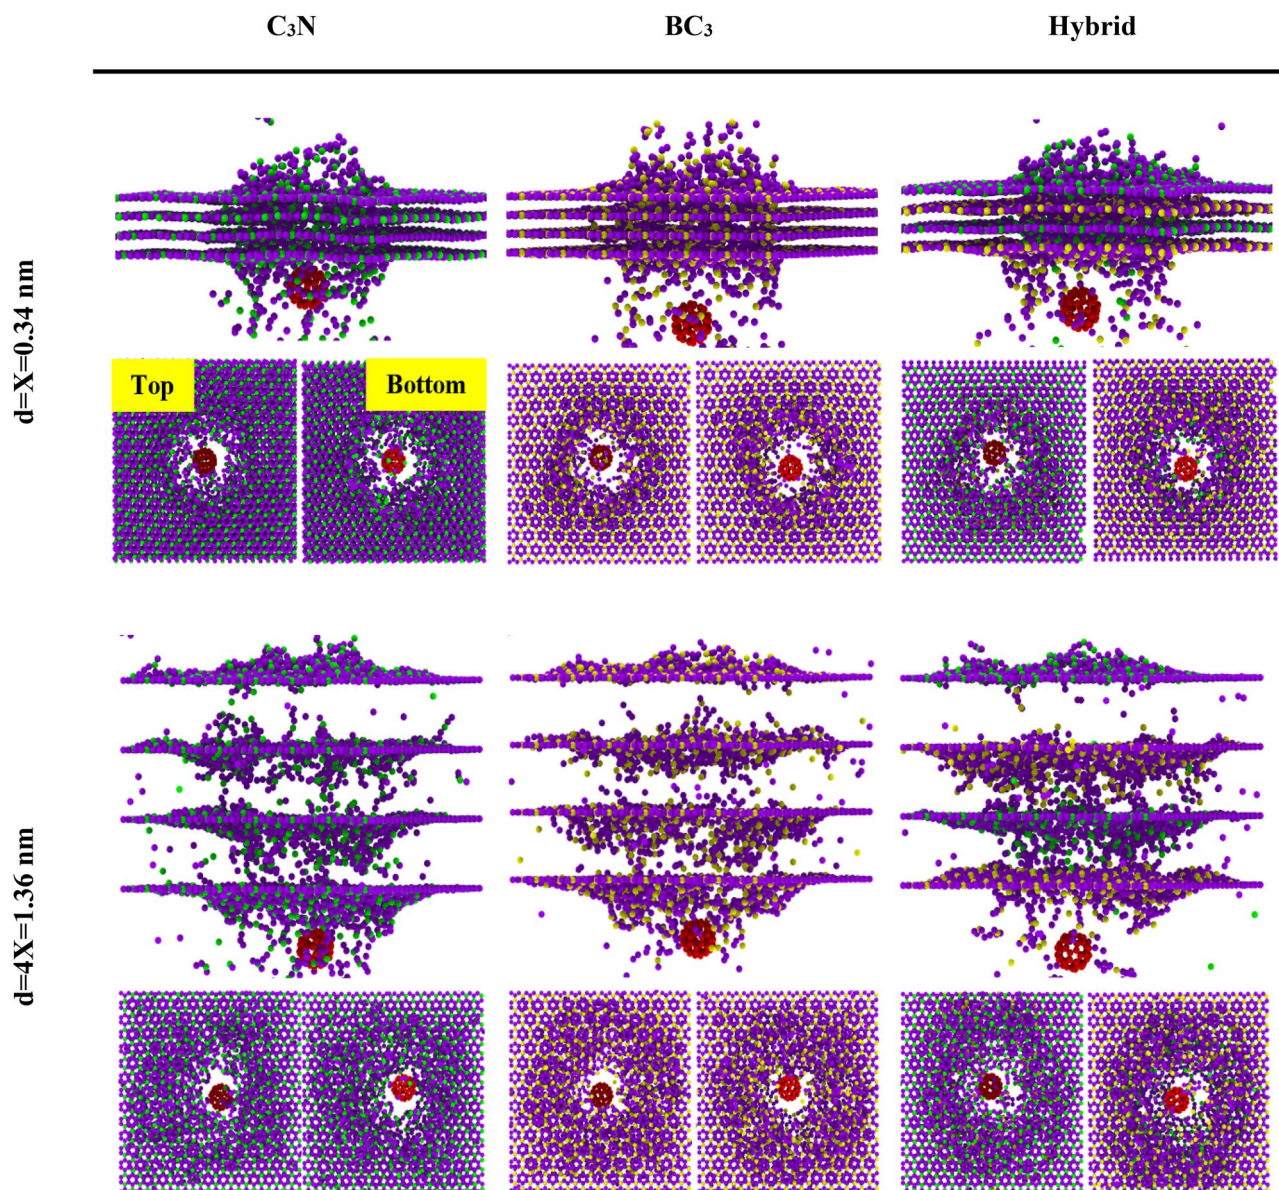 C₃N BC₃ Hybrid
d=X=0.34 nm
Top Bottom
d=4X=1.36 nm